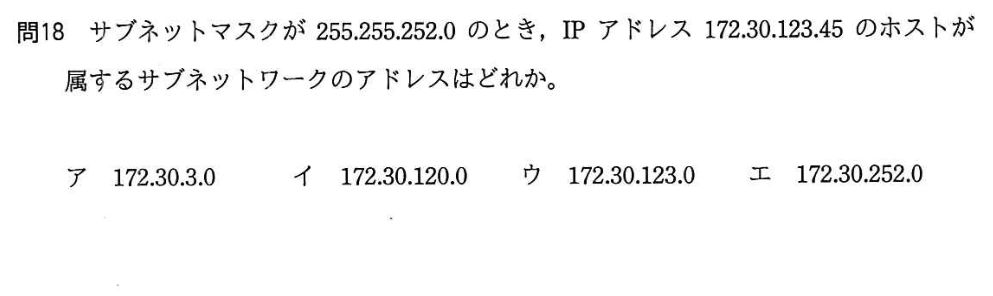 問18 サブネットマスクが 255.255.252.0 のとき，IP アドレス 172.30.123.45 のホストが
属するサブネットワークのアドレスはどれか。
ア 172.30.3.0 イ 172.30.120.0 ウ 172.30.123.0 エ 172.30.252.0